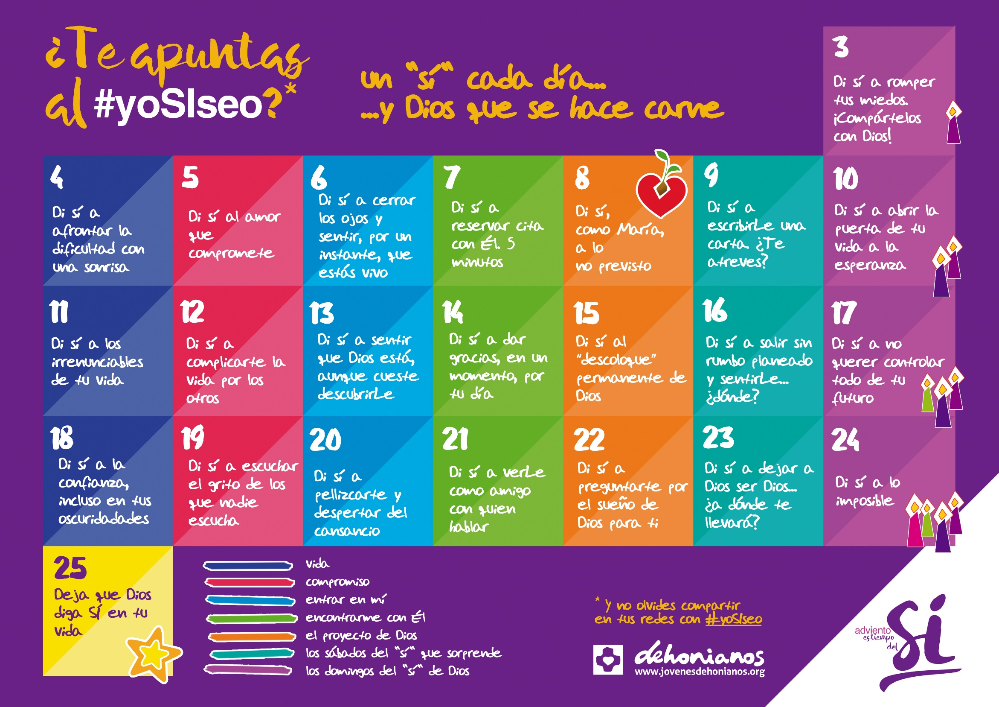 ¿Te apuntas
al #yoSIseo?*
un "sí" cada día...
...y Dios que se hace carne
3
Di sí a romper
tus miedos.
¡Compártelos
con Dios!
4
Di sí a
afrontar la
dificultad con
una sonrisa
5
Di sí al amor
que
compromete
6
Di sí a cerrar
los ojos y
sentir, por un
instante, que
estás vivo
7
Di sí a
reservar cita
con Él. 5
minutos
8
Di sí,
como María,
a lo
no previsto
9
Di sí a
escribirLe una
carta. ¿Te
atreves?
10
Di sí a abrir la
puerta de tu
vida a la
esperanza
11
Di sí a los
irrenunciables
de tu vida
12
Di sí a
complicarte la
vida por los
otros
13
Di sí a sentir
que Dios está,
aunque cueste
descubrirLe
14
Di sí a dar
gracias, en un
momento, por
tu día
15
Di sí al
"descoloque"
permanente de
Dios
16
Di sí a salir sin
rumbo planeado
y sentirLe...
¿dónde?
17
Di sí a no
querer controlar
todo de tu
futuro
18
Di sí a la
confianza,
incluso en tus
oscuridadades
19
Di sí a escuchar
el grito de los
que nadie
escucha
20
Di sí a
pellizcarte y
despertar del
cansancio
21
Di sí a verLe
como amigo
con quien
hablar
22
Di sí a
preguntarte por
el sueño de
Dios para ti
23
Di sí a dejar a
Dios ser Dios...
¿a dónde te
llevará?
24
Di sí a lo
imposible
25
Deja que Dios
diga SÍ en tu
vida
vida
compromiso
entrar en mí
encontrarme con Él
el proyecto de Dios
los sábados del "sí" que sorprende
los domingos del "sí" de Dios
* Y no olvides compartir
en tus redes con #yoSIseo
dehonianos
www.jovenesdehonianos.org
adviento
es tiempo
del
Sí